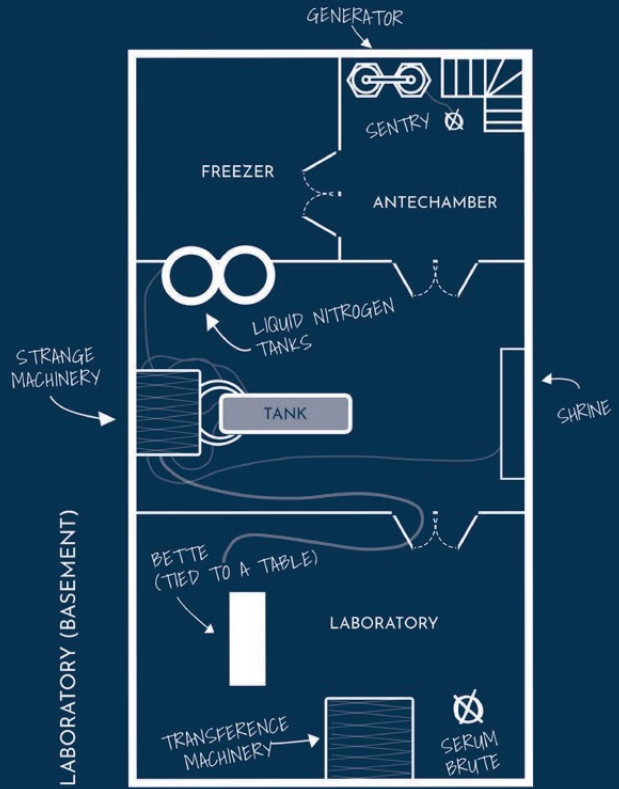 GENERATOR
SENTRY
FREEZER
ANTECHAMBER
LIQUID NITROGEN
TANKS
STRANGE
MACHINERY
TANK
SHRINE
BETTE
(TIED TO A TABLE)
LABORATORY
TRANSFERENCE
MACHINERY
SERUM
BRUTE
LABORATORY (BASEMENT)